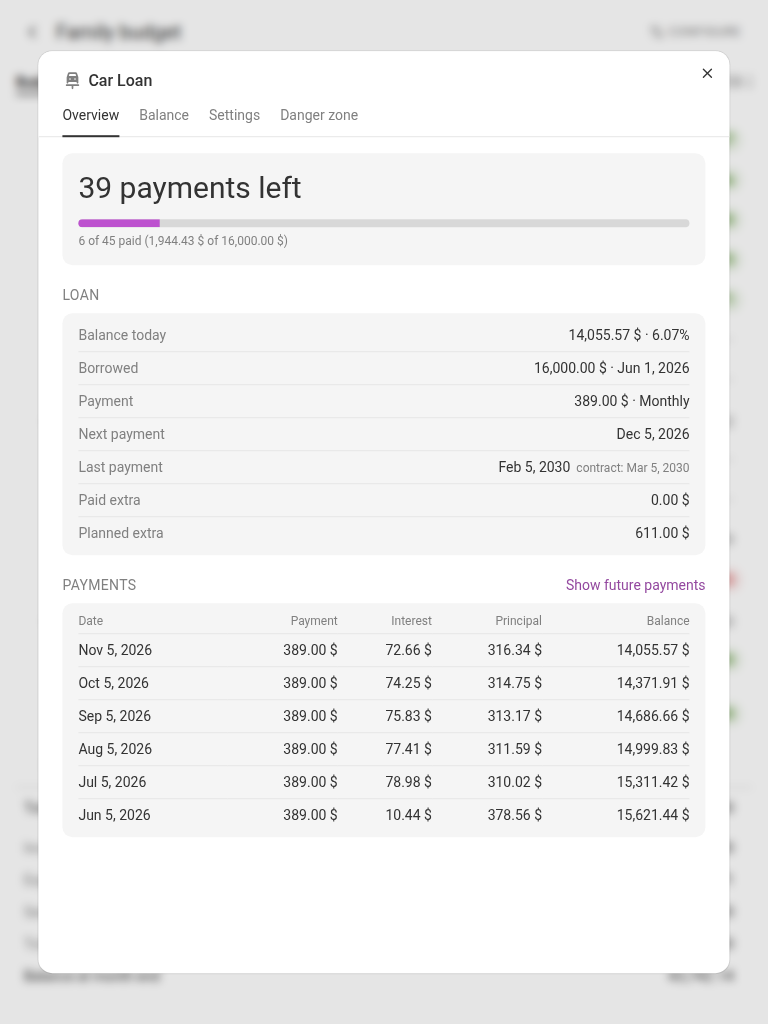 Family budget
Car Loan
Overview Balance Settings Danger zone
39 payments left
6 of 45 paid (1,944.43 $ of 16,000.00 $)
LOAN
Balance today 14,055.57 $ · 6.07%
Borrowed 16,000.00 $ · Jun 1, 2026
Payment 389.00 $ · Monthly
Next payment Dec 5, 2026
Last payment Feb 5, 2030 contract: Mar 5, 2030
Paid extra 0.00 $
Planned extra 611.00 $
PAYMENTS Show future payments
Date Payment Interest Principal Balance
Nov 5, 2026 389.00 $ 72.66 $ 316.34 $ 14,055.57 $
Oct 5, 2026 389.00 $ 74.25 $ 314.75 $ 14,371.91 $
Sep 5, 2026 389.00 $ 75.83 $ 313.17 $ 14,686.66 $
Aug 5, 2026 389.00 $ 77.41 $ 311.59 $ 14,999.83 $
Jul 5, 2026 389.00 $ 78.98 $ 310.02 $ 15,311.42 $
Jun 5, 2026 389.00 $ 10.44 $ 378.56 $ 15,621.44 $
Balance at month end